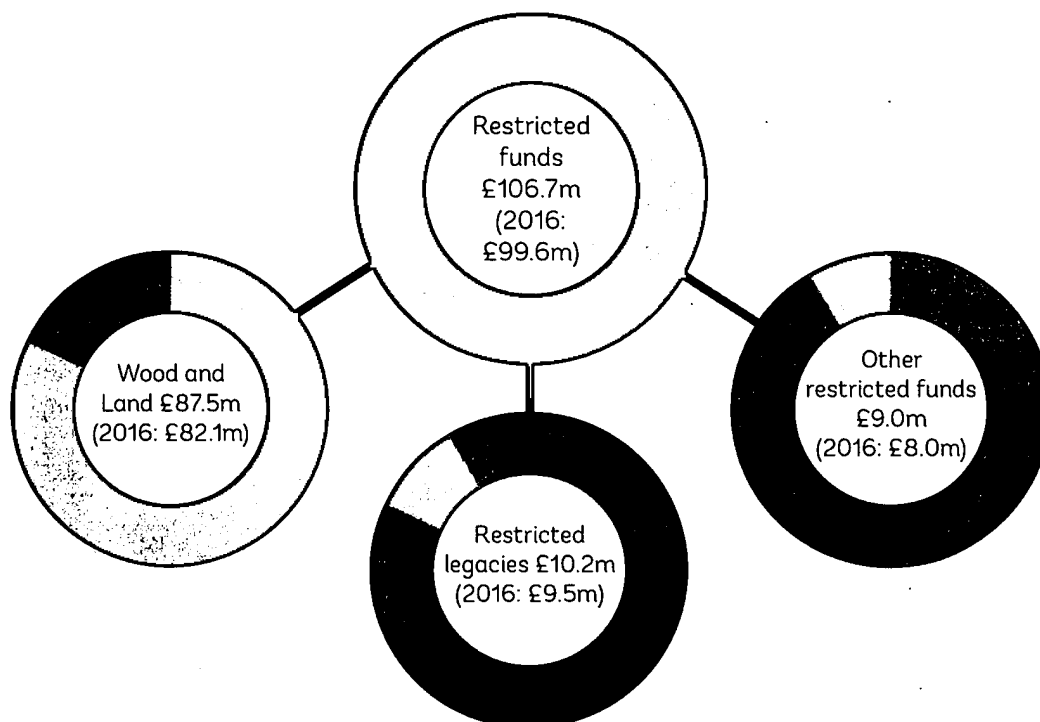 Restricted
funds
£106.7m
(2016:
£99.6m)
Wood and
Land £87.5m
(2016: £82.1m)
Restricted
legacies £10.2m
(2016: £9.5m)
Other
restricted funds
£9.0m
(2016: £8.0m)